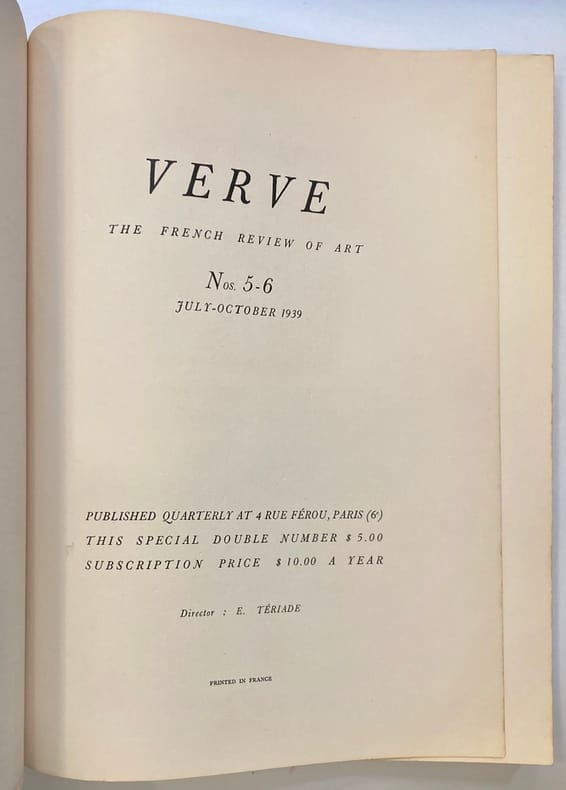 VERVE
THE FRENCH REVIEW OF ART
Nos. 5-6
JULY-OCTOBER 1939
PUBLISHED QUARTERLY AT 4 RUE FÉROU, PARIS (6e)
THIS SPECIAL DOUBLE NUMBER $ 5.00
SUBSCRIPTION PRICE $ 10.00 A YEAR
Director : E. TÉRIADE
PRINTED IN FRANCE